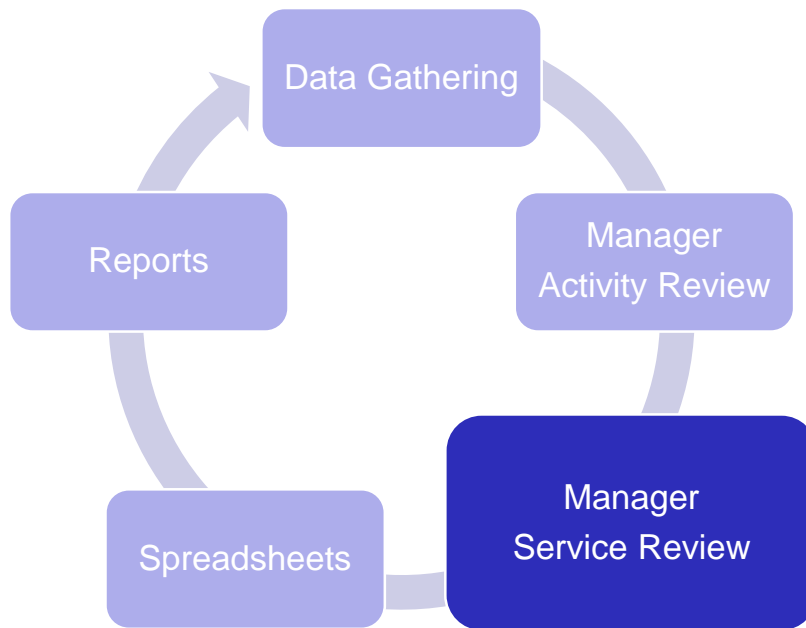 Data Gathering
Manager
Activity Review
Manager
Service Review
Spreadsheets
Reports